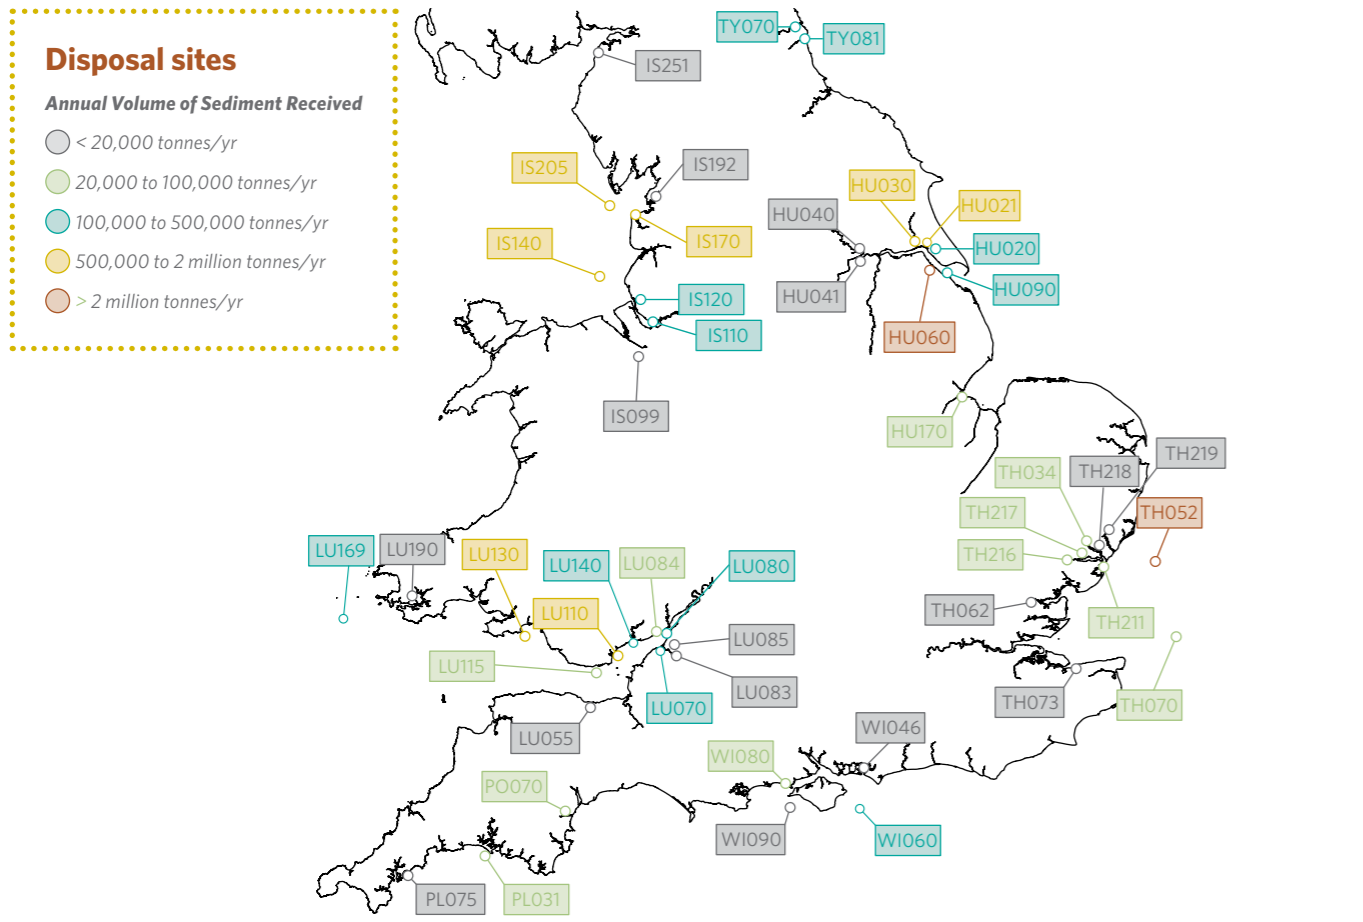 Disposal sites
Annual Volume of Sediment Received
< 20,000 tonnes/yr
20,000 to 100,000 tonnes/yr
100,000 to 500,000 tonnes/yr
500,000 to 2 million tonnes/yr
> 2 million tonnes/yr
TY070
TY081
IS251
IS205
IS192
IS140
IS170
IS120
IS110
IS099
HU030
HU021
HU040
HU020
HU041
HU090
HU060
HU170
TH219
TH218
TH034
TH217
TH052
TH216
TH062
TH211
TH073
TH070
LU169
LU190
LU130
LU140
LU084
LU080
LU110
LU085
LU115
LU083
LU070
LU055
WI046
WI080
PO070
WI090
WI060
PL075
PL031